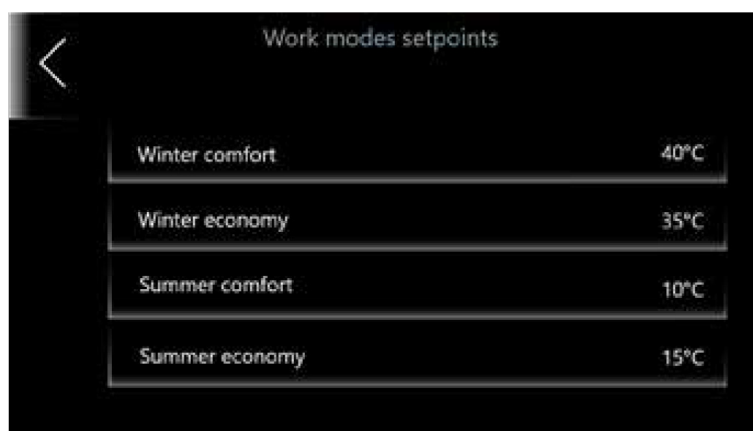 Work modes setpoints
Winter comfort 40°C
Winter economy 35°C
Summer comfort 10°C
Summer economy 15°C